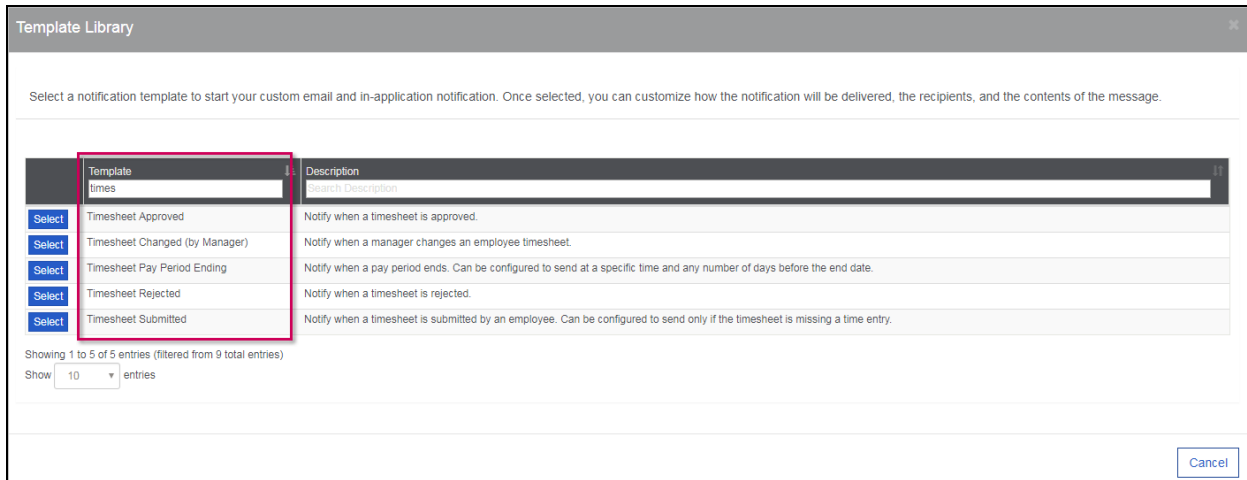 Template Library
×
Select a notification template to start your custom email and in-application notification. Once selected, you can customize how the notification will be delivered, the recipients, and the contents of the message.
Template Description
times Search Description
Select Timesheet Approved Notify when a timesheet is approved.
Select Timesheet Changed (by Manager) Notify when a manager changes an employee timesheet.
Select Timesheet Pay Period Ending Notify when a pay period ends. Can be configured to send at a specific time and any number of days before the end date.
Select Timesheet Rejected Notify when a timesheet is rejected.
Select Timesheet Submitted Notify when a timesheet is submitted by an employee. Can be configured to send only if the timesheet is missing a time entry.
Showing 1 to 5 of 5 entries (filtered from 9 total entries)
Show 10 entries
Cancel